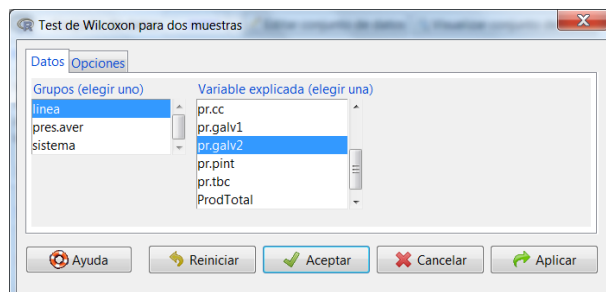 Test de Wilcoxon para dos muestras
Datos Opciones
Grupos (elegir uno) Variable explicada (elegir una)
linea
pres.aver
sistema
pr.cc
pr.galv1
pr.galv2
pr.pint
pr.tbc
ProdTotal
Ayuda Reiniciar Aceptar Cancelar Aplicar